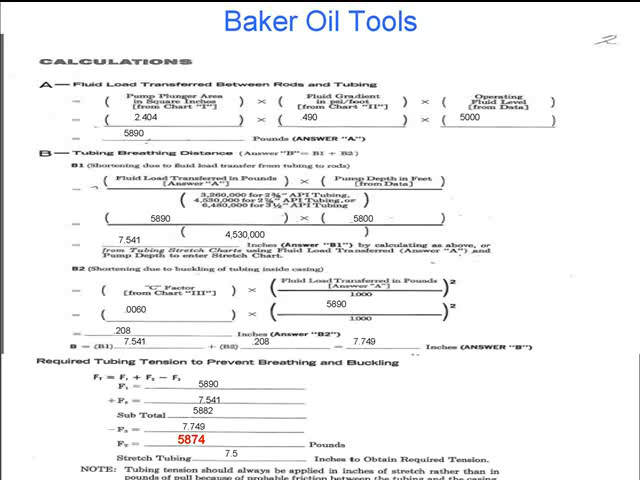 Baker Oil Tools
2
CALCULATIONS
A — Fluid Load Transferred Between Rods and Tubing
= ( Pump Plunger Area in Square Inches [from Chart "I"] ) × ( Fluid Gradient in psi/foot [from Chart "II"] ) × ( Operating Fluid Level [from Data] )
= ( 2.404 ) × ( .490 ) × ( 5000 )
= 5890 Pounds (ANSWER "A")
B — Tubing Breathing Distance (Answer "B" = B1 + B2)
B1 (Shortening due to fluid load transfer from tubing to rods)
= ( Fluid Load Transferred in Pounds [Answer "A"] ) × ( Pump Depth in Feet [from Data] )
( 3,260,000 for 2⅜" API Tubing, 4,530,000 for 2⅞" API Tubing, or 6,480,000 for 3½" API Tubing )
= ( 5890 ) × ( 5800 )
( 4,530,000 )
= 7.541 Inches (Answer "B1") by calculating as above, or
from Tubing Stretch Charts using Fluid Load Transferred (Answer "A") and
Pump Depth to enter Stretch Chart.
B2 (Shortening due to buckling of tubing inside casing)
= ( "C" Factor [from Chart "III"] ) × ( Fluid Load Transferred in Pounds [Answer "A"] 1000 ) 2
= ( .0060 ) × ( 5890 1000 ) 2
= .208 Inches (Answer "B2")
B = (B1) 7.541 + (B2) .208 = 7.749 Inches (ANSWER "B")
Required Tubing Tension to Prevent Breathing and Buckling
FT = F1 + F2 − F3
F1 = 5890
+ F2 = 7.541
Sub Total 5882
− F3 = 7.749
FT = 5874 Pounds
Stretch Tubing 7.5 Inches to Obtain Required Tension.
NOTE: Tubing tension should always be applied in inches of stretch rather than in
pounds of pull because of probable friction between the tubing and the casing